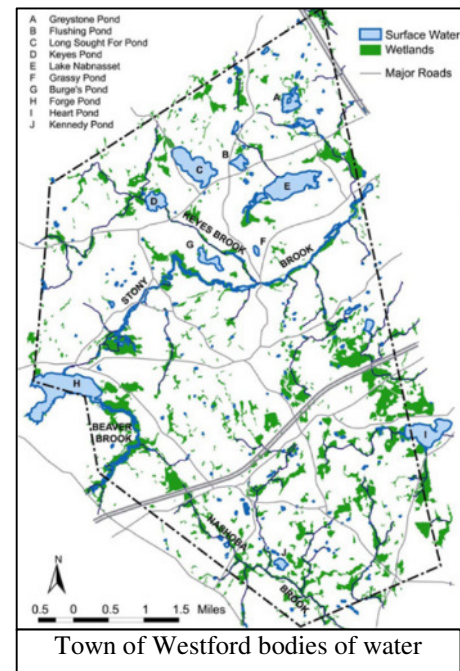 A Greystone Pond
B Flushing Pond
C Long Sought For Pond
D Keyes Pond
E Lake Nabnasset
F Grassy Pond
G Burge's Pond
H Forge Pond
I Heart Pond
J Kennedy Pond
Surface Water
Wetlands
Major Roads
A
B
C
E
D
KEYES BROOK
F
G
BROOK
STONY
H
BEAVER
BROOK
I
NASHOBA
J
BROOK
N
0.5 0 0.5 1 1.5 Miles
Town of Westford bodies of water